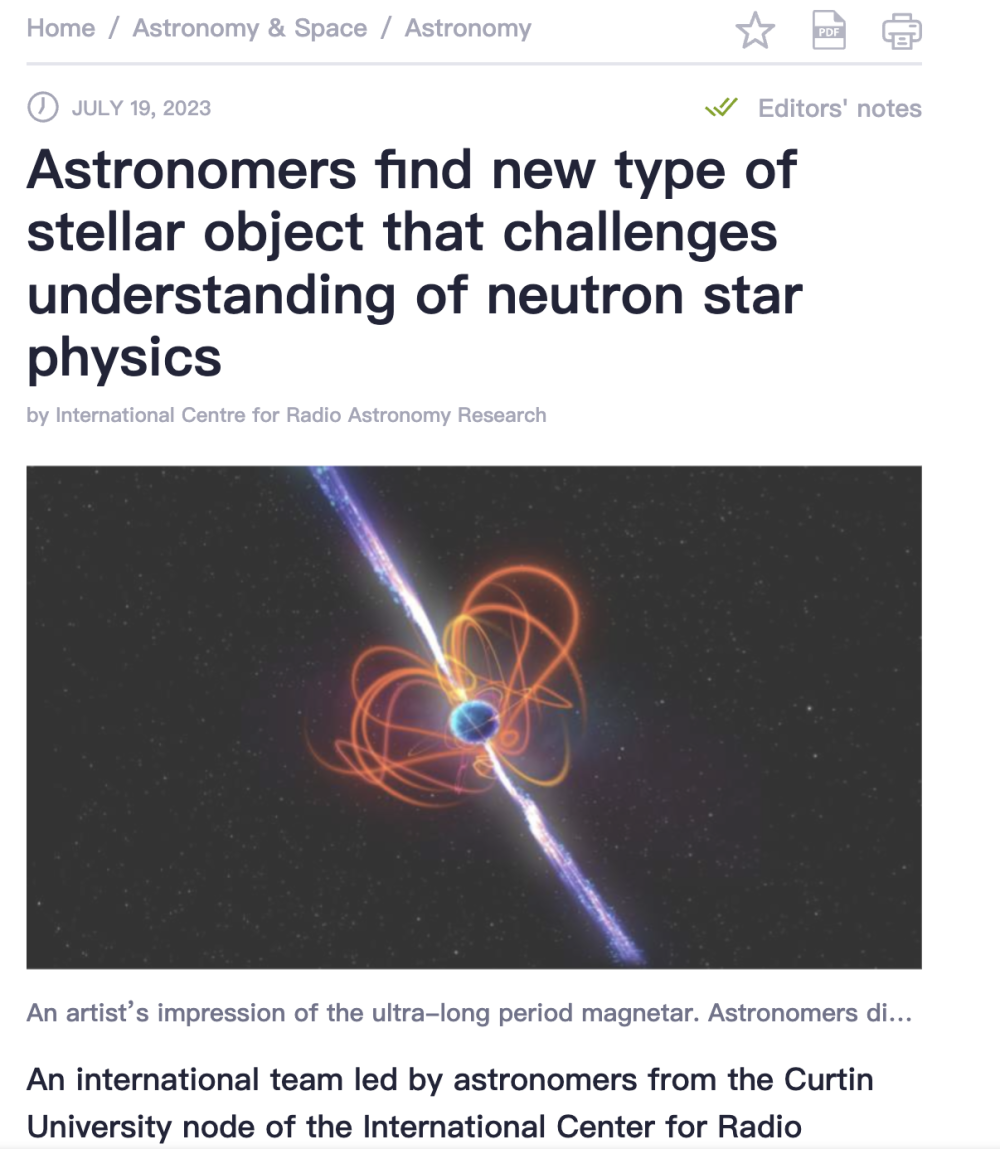 Home / Astronomy & Space / Astronomy
PDF
JULY 19, 2023
Editors' notes
Astronomers find new type of
stellar object that challenges
understanding of neutron star
physics
by International Centre for Radio Astronomy Research
An artist’s impression of the ultra–long period magnetar. Astronomers di...
An international team led by astronomers from the Curtin
University node of the International Center for Radio